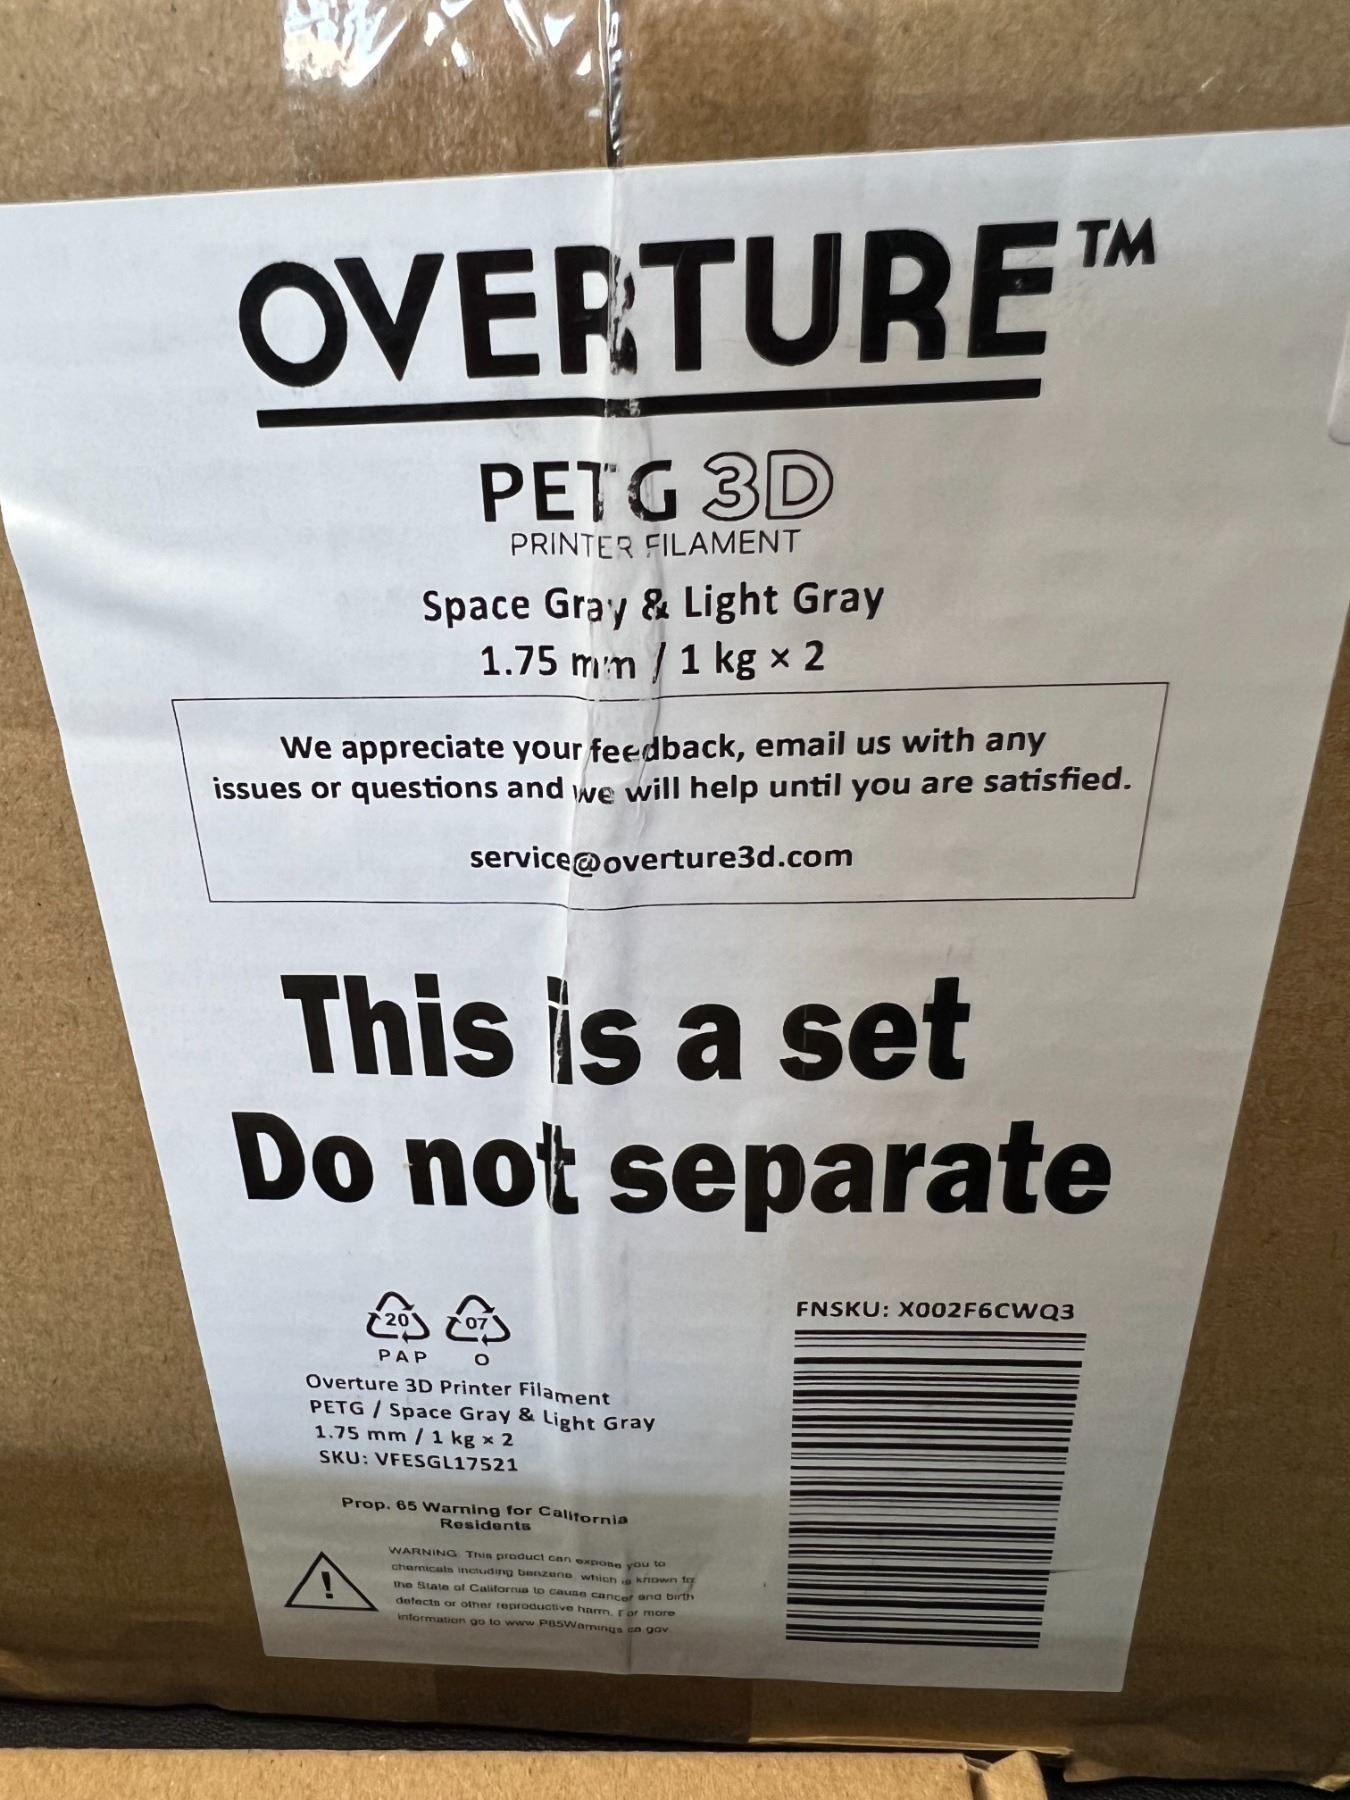 OVERTURE™
PETG 3D
PRINTER FILAMENT
Space Gray & Light Gray
1.75 mm / 1 kg × 2
We appreciate your feedback, email us with any
issues or questions and we will help until you are satisfied.
service@overture3d.com
This is a set
Do not separate
20 07
PAP O
Overture 3D Printer Filament
PETG / Space Gray & Light Gray
1.75 mm / 1 kg × 2
SKU: VFESGL17521
Prop. 65 Warning for California
Residents
!
WARNING This product can expose you to
chemicals including benzene, which is known to
the State of California to cause cancer and birth
defects or other reproductive harm. For more
information go to www P65Warnings ca gov
FNSKU: X002F6CWQ3